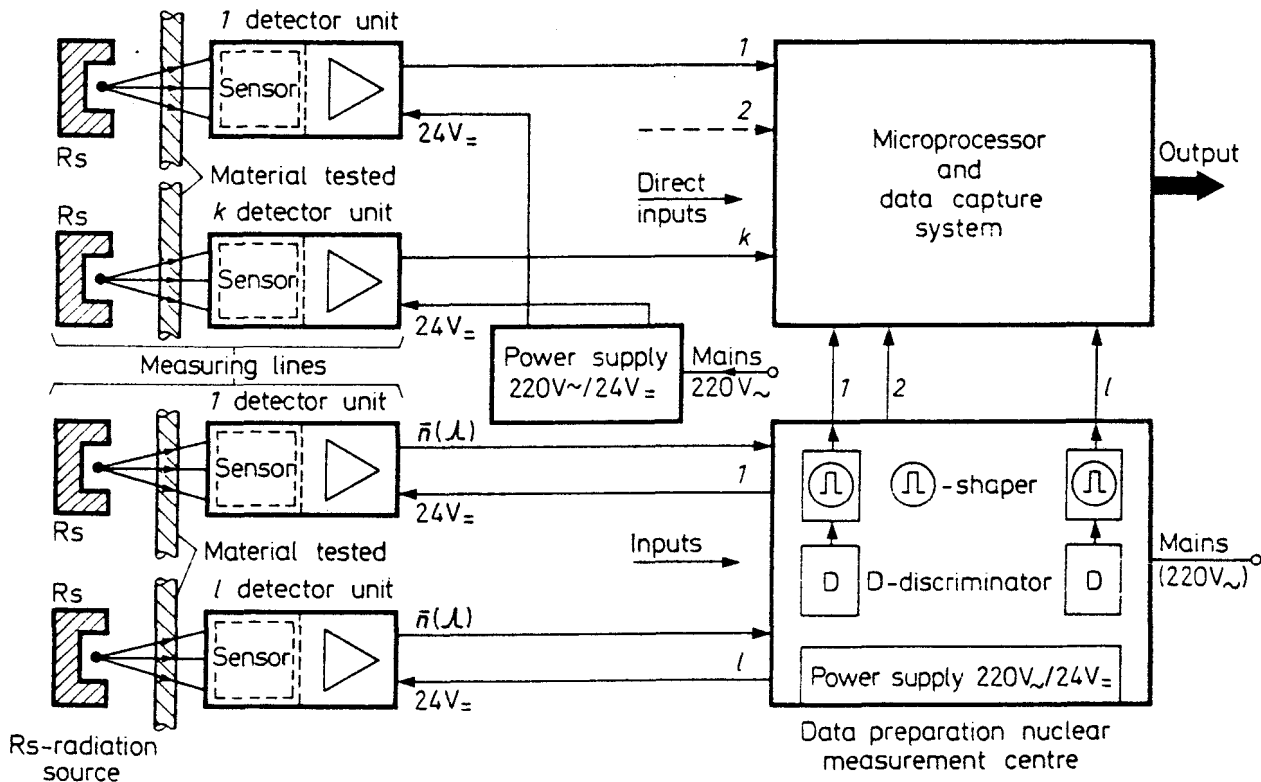 1 detector unit
Sensor
24V=
1
2
Microprocessor
and
data capture
system
Output
Rs
Material tested
Direct
inputs
Rs
k detector unit
Sensor
24V=
k
Measuring lines
Power supply
220V~/24V=
Mains
220V~
1
2
l
1 detector unit
Sensor
n̄(λ)
24V=
1
Rs
Material tested
Inputs
⎍-shaper
D
D-discriminator
D
Mains
(220V~)
Rs
l detector unit
Sensor
n̄(λ)
24V=
l
Power supply 220V~/24V=
Rs-radiation
source
Data preparation nuclear
measurement centre